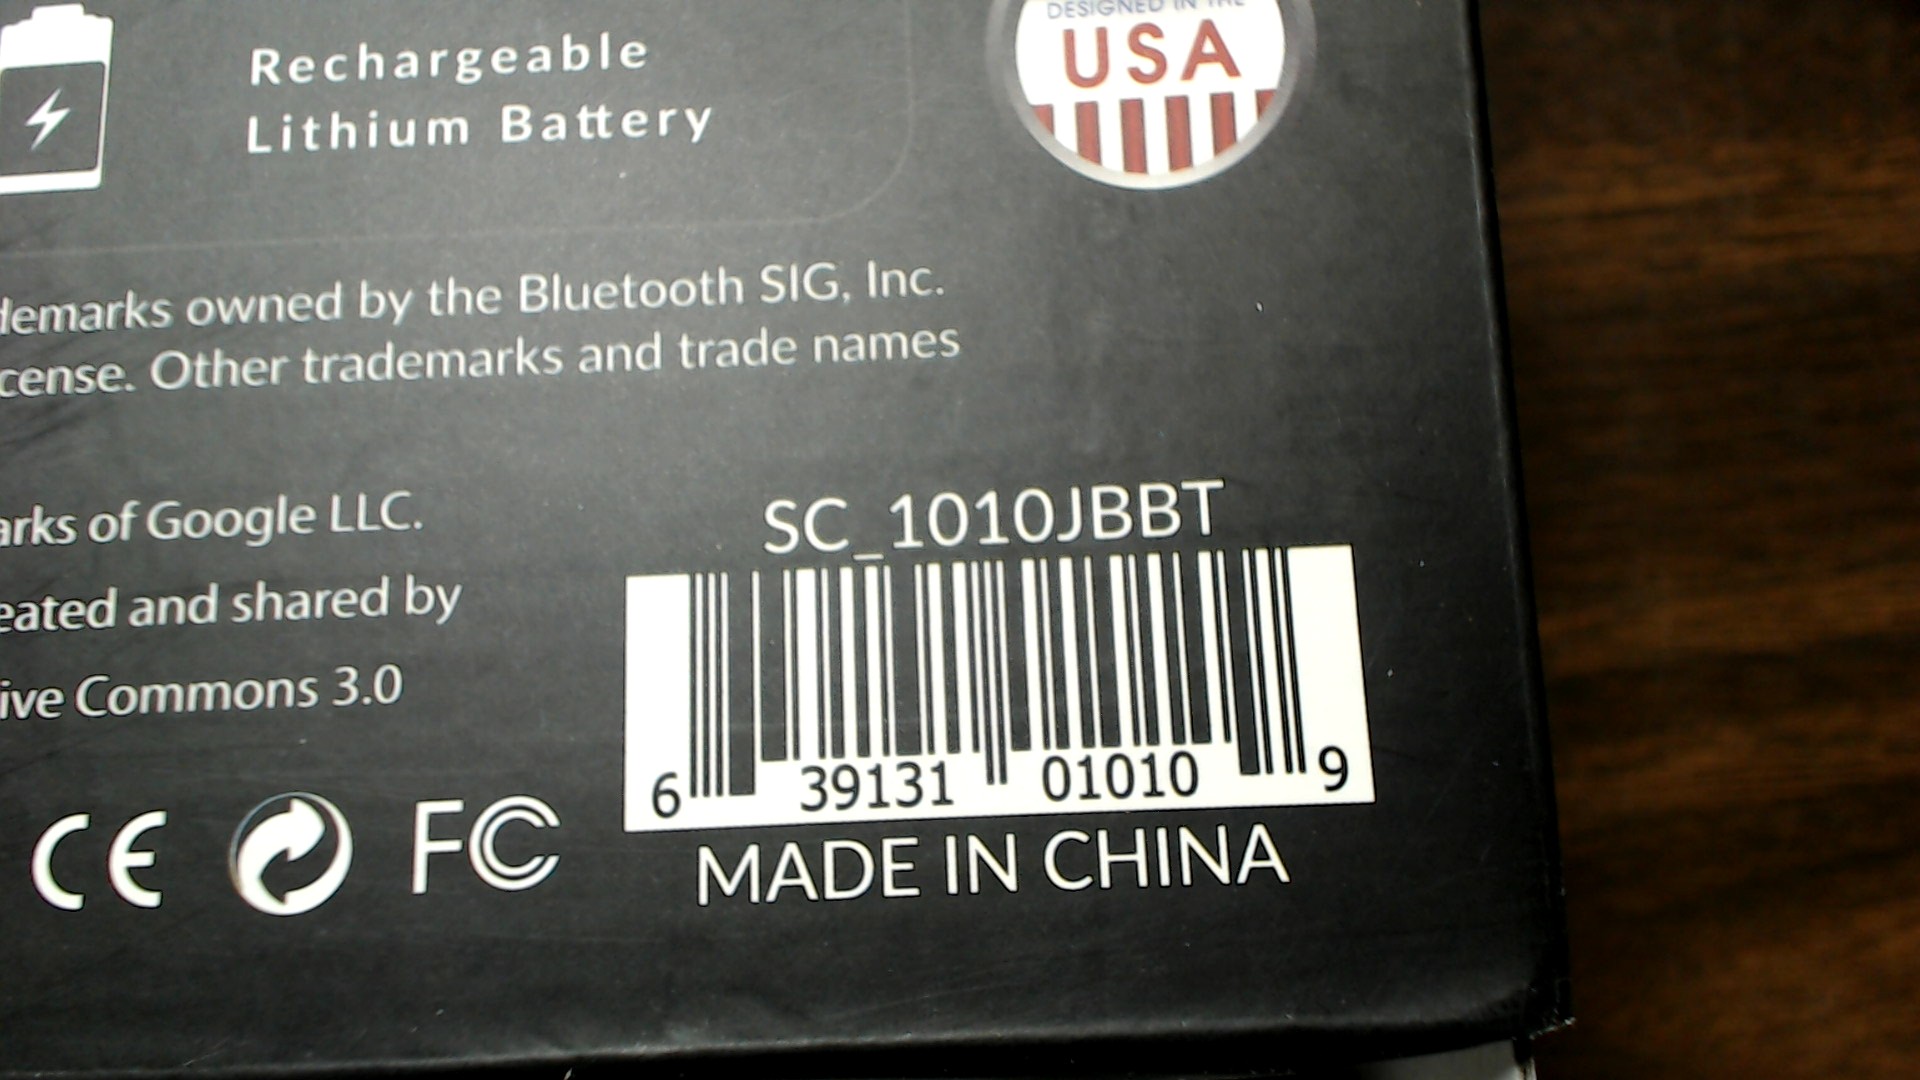 Rechargeable
Lithium Battery
DESIGNED IN THE
USA
demarks owned by the Bluetooth SIG, Inc.
cense. Other trademarks and trade names
arks of Google LLC.
eated and shared by
ive Commons 3.0
SC_1010JBBT
6 39131 01010 9
MADE IN CHINA
CE FC